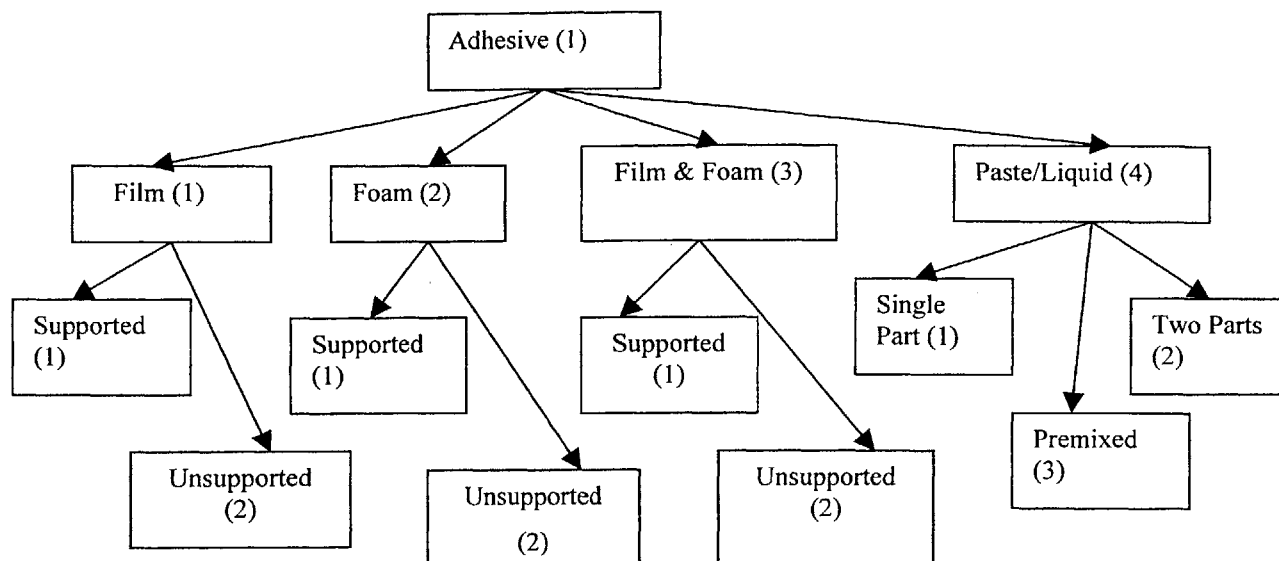 Adhesive (1)
Film (1)
Foam (2)
Film & Foam (3)
Paste/Liquid (4)
Supported
(1)
Unsupported
(2)
Supported
(1)
Unsupported
(2)
Supported
(1)
Unsupported
(2)
Single
Part (1)
Premixed
(3)
Two Parts
(2)